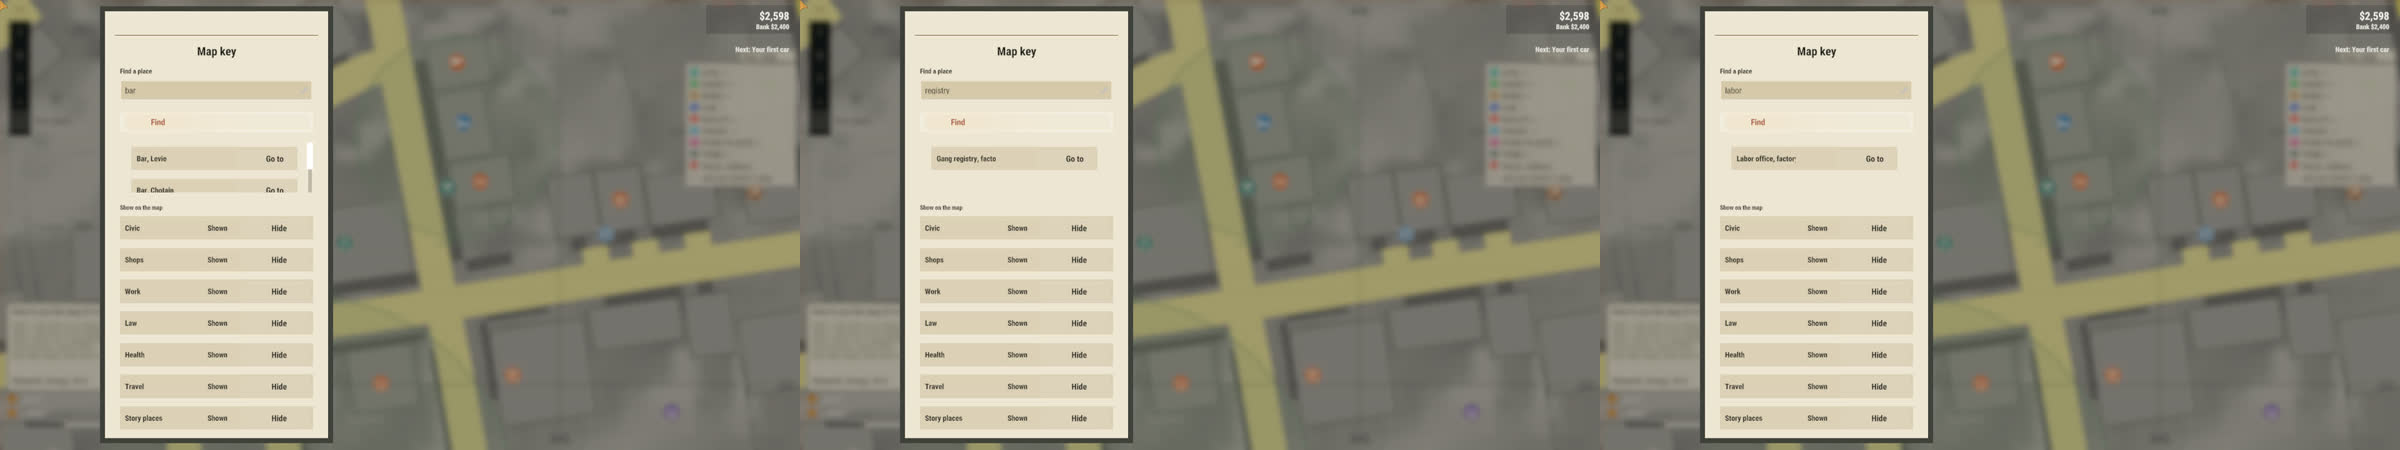 Map key
Find a place
bar
Find
Bar, Levie
Go to
Bar, Chotain
Go to
Show on the map
Civic Shown Hide
Shops Shown Hide
Work Shown Hide
Law Shown Hide
Health Shown Hide
Travel Shown Hide
Story places Shown Hide
$2,598
Bank $2,400
Next: Your first car
Map key
Find a place
registry
Find
Gang registry, facto
Go to
Show on the map
Civic Shown Hide
Shops Shown Hide
Work Shown Hide
Law Shown Hide
Health Shown Hide
Travel Shown Hide
Story places Shown Hide
$2,598
Bank $2,400
Next: Your first car
Map key
Find a place
labor
Find
Labor office, factor
Go to
Show on the map
Civic Shown Hide
Shops Shown Hide
Work Shown Hide
Law Shown Hide
Health Shown Hide
Travel Shown Hide
Story places Shown Hide
$2,598
Bank $2,400
Next: Your first car